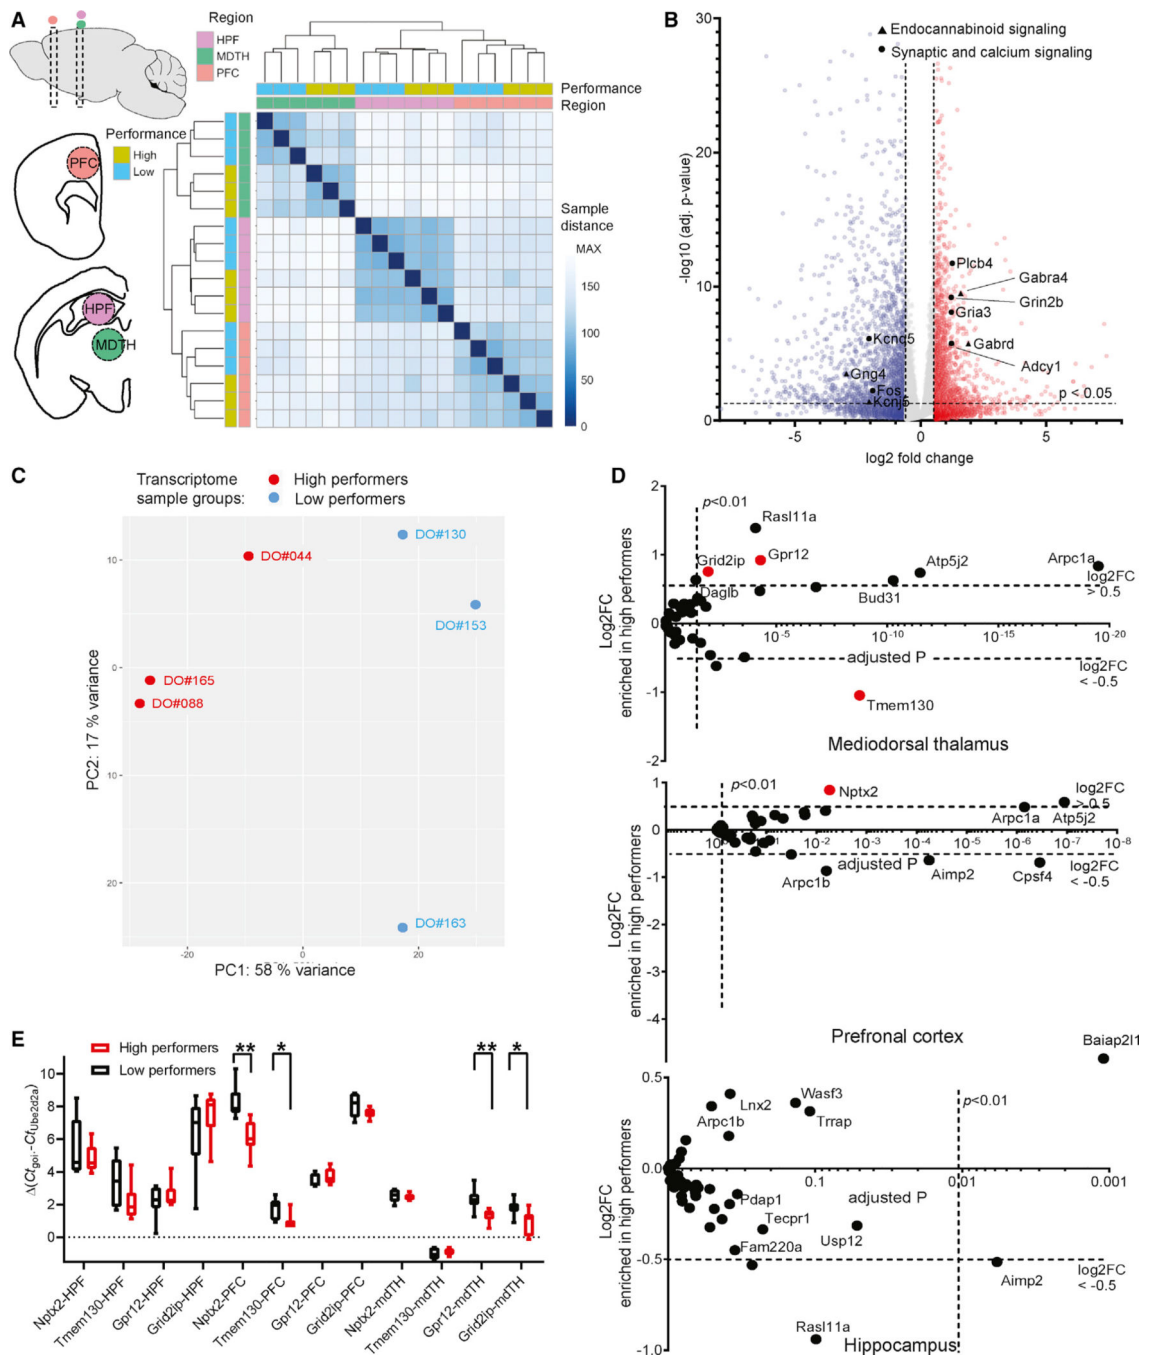 A
Region
HPF
MDTH
PFC
Performance
Region
PFC
Performance
High
Low
HPF
MDTH
Sample
distance
MAX
150
100
50
0
B
Endocannabinoid signaling
Synaptic and calcium signaling
30
20
10
0
-log10 (adj. p-value)
Plcb4
Gabra4
Grin2b
Gria3
Gabrd
Adcy1
Kcnq5
Gng4
Fos
Kcnj6
p < 0.05
-5
0
5
log2 fold change
C
Transcriptome
sample groups:
High performers
Low performers
DO#130
DO#044
DO#153
DO#165
DO#088
DO#163
10
0
10
20
PC2: 17 % variance
-20
0
20
PC1: 58 % variance
D
2
1
0
-1
-2
Log2FC
enriched in high performers
p<0.01
Rasl11a
Grid2ip
Gpr12
Atp5j2
Arpc1a
Daglb
Bud31
log2FC
> 0.5
10-5
10-10
10-15
10-20
adjusted P
log2FC
< -0.5
Tmem130
Mediodorsal thalamus
1
0
-1
-2
-3
-4
Log2FC
enriched in high performers
p<0.01
Nptx2
log2FC
> 0.5
Arpc1a
Atp5j2
10-2
10-3
10-4
10-5
10-6
10-7
10-8
adjusted P
Arpc1b
Aimp2
Cpsf4
log2FC
< -0.5
Prefronal cortex
Baiap2l1
0.5
0.0
-0.5
-1.0
Log2FC
enriched in high performers
Lnx2
Wasf3
Arpc1b
Trrap
p<0.01
0.1
adjusted P
0.01
0.001
Pdap1
Tecpr1
Usp12
Fam220a
log2FC
< -0.5
Aimp2
Rasl11a
Hippocampus
E
High performers
Low performers
**
*
**
*
10
8
6
4
2
0
Δ(Ctgoi-CtUbe2d2a)
Nptx2-HPF
Tmem130-HPF
Gpr12-HPF
Grid2ip-HPF
Nptx2-PFC
Tmem130-PFC
Gpr12-PFC
Grid2ip-PFC
Nptx2-mdTH
Tmem130-mdTH
Gpr12-mdTH
Grid2ip-mdTH